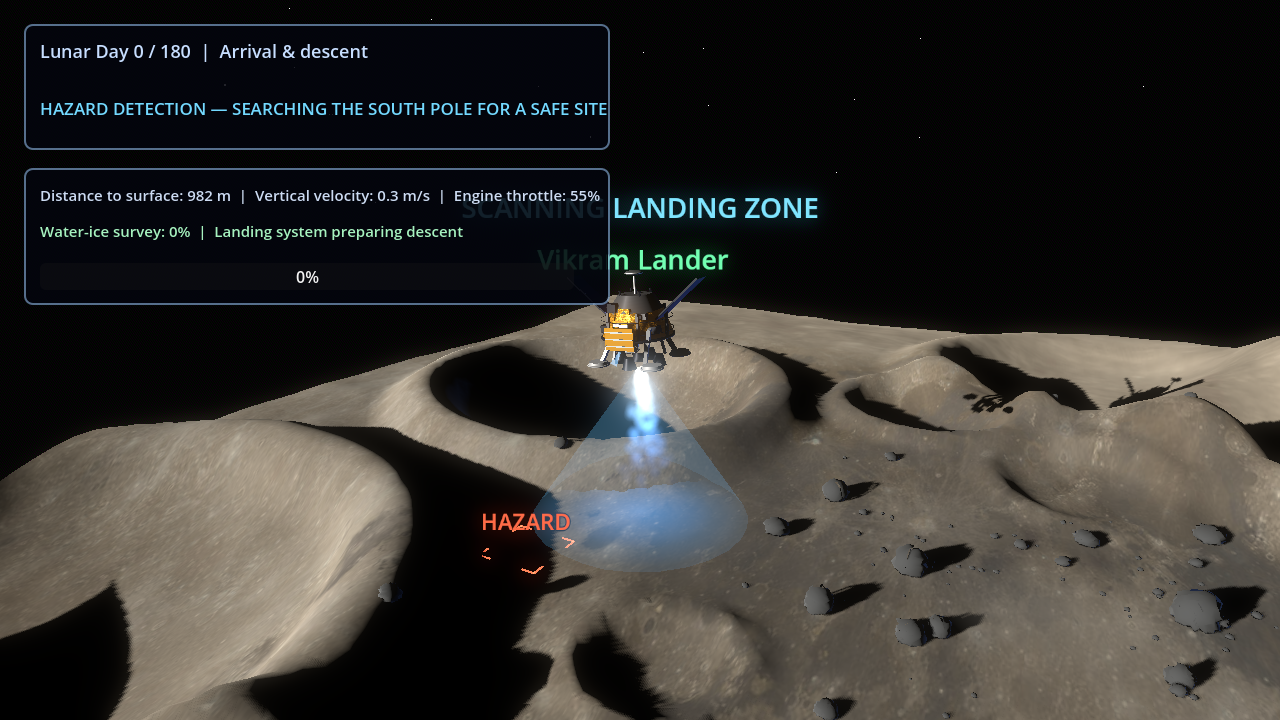 Lunar Day 0 / 180 | Arrival & descent
HAZARD DETECTION — SEARCHING THE SOUTH POLE FOR A SAFE SITE
Distance to surface: 982 m | Vertical velocity: 0.3 m/s | Engine throttle: 55%
Water-ice survey: 0% | Landing system preparing descent
0%
SCANNING LANDING ZONE
Vikram Lander
HAZARD